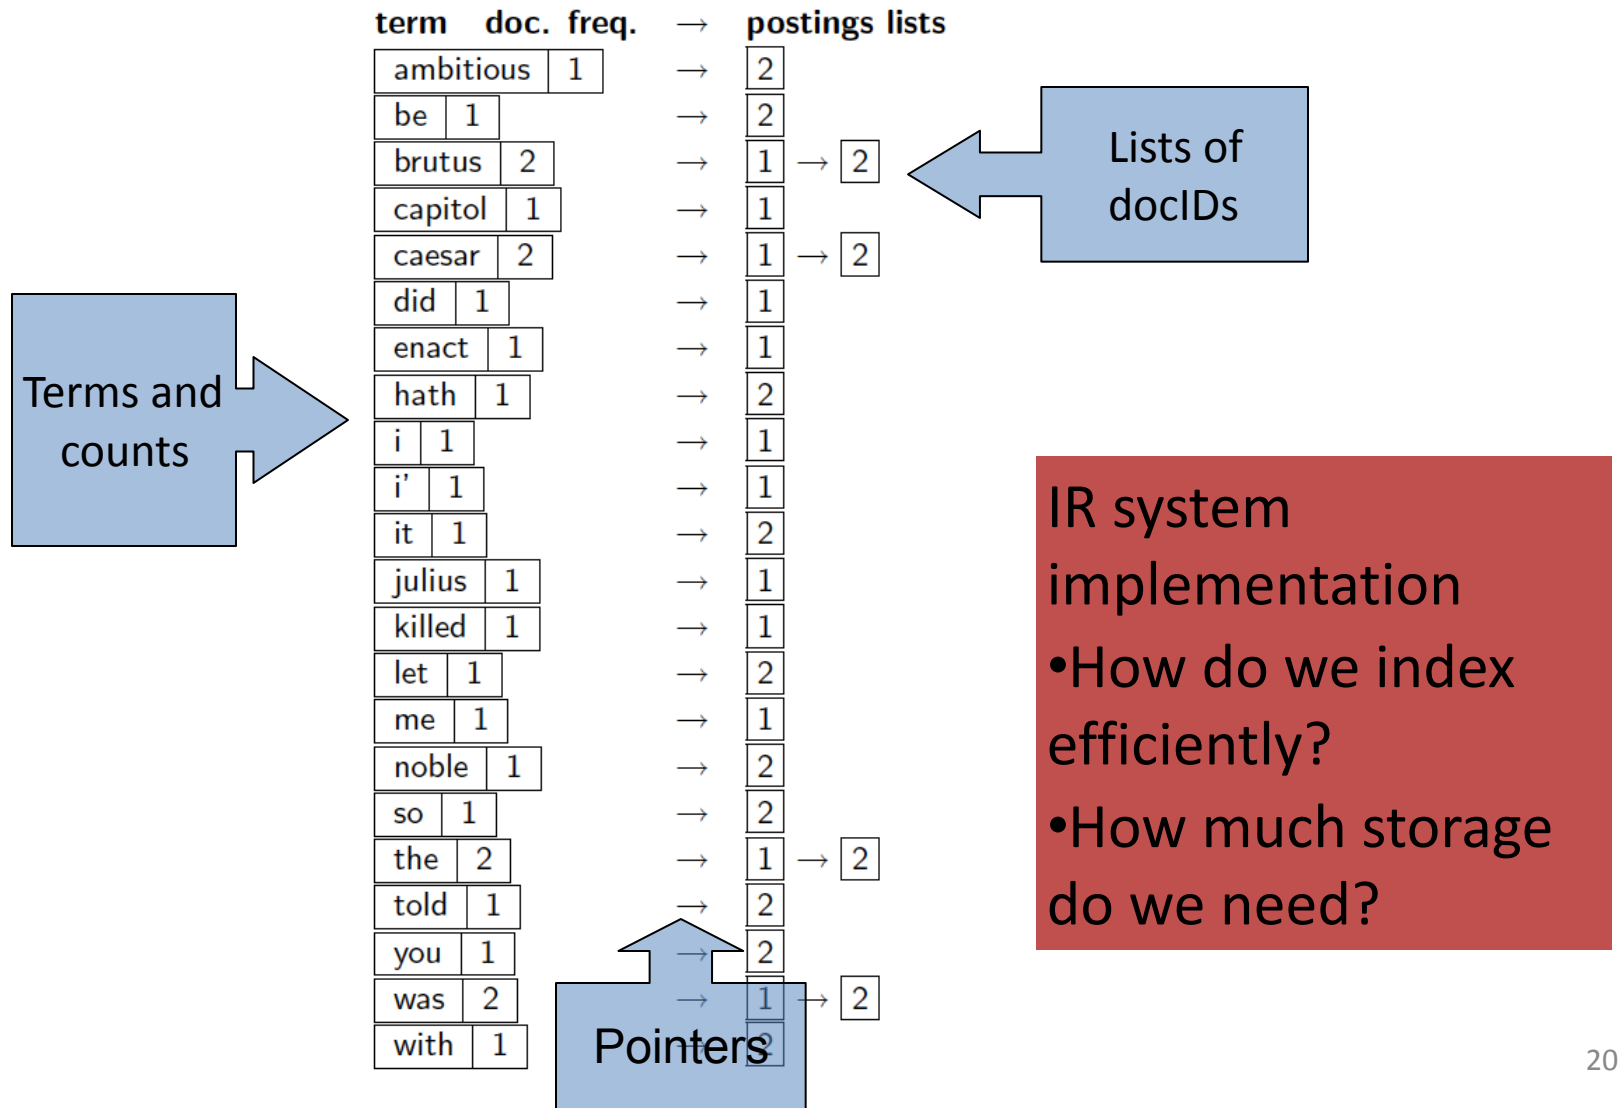 term doc. freq. → postings lists
ambitious 1 → 2
be 1 → 2
brutus 2 → 1 → 2
capitol 1 → 1
caesar 2 → 1 → 2
did 1 → 1
enact 1 → 1
hath 1 → 2
i 1 → 1
i' 1 → 1
it 1 → 2
julius 1 → 1
killed 1 → 1
let 1 → 2
me 1 → 1
noble 1 → 2
so 1 → 2
the 2 → 1 → 2
told 1 → 2
you 1 → 2
was 2 → 1 → 2
with 1 → 2
Lists of
docIDs
Terms and
counts
Pointers
IR system
implementation
•How do we index
efficiently?
•How much storage
do we need?
20